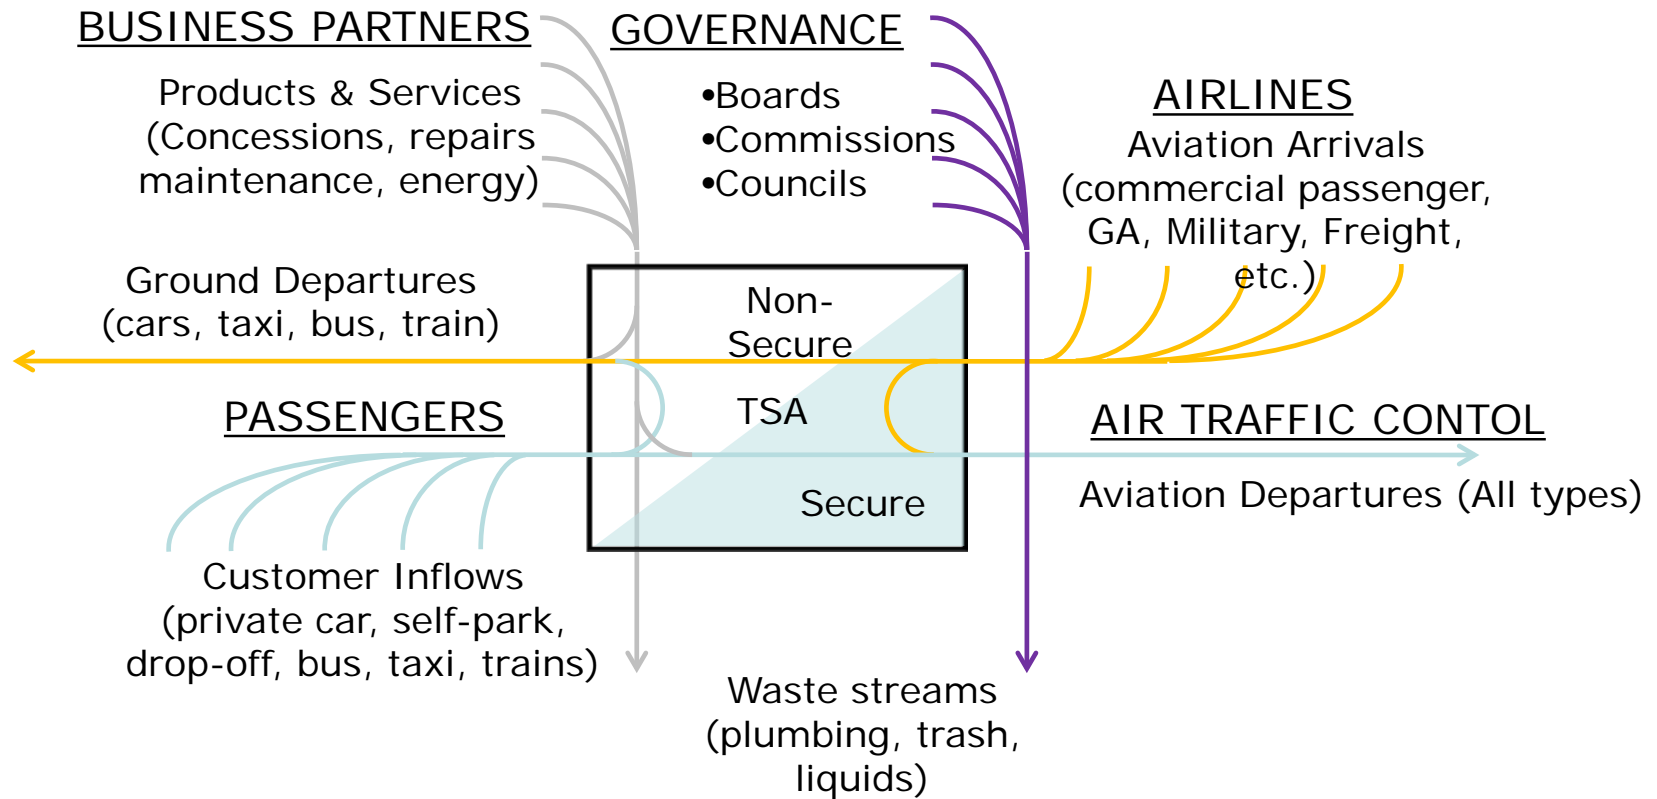 BUSINESS PARTNERS
Products & Services
(Concessions, repairs
maintenance, energy)
GOVERNANCE
•Boards
•Commissions
•Councils
AIRLINES
Aviation Arrivals
(commercial passenger,
GA, Military, Freight,
etc.)
Ground Departures
(cars, taxi, bus, train)
Non-
Secure
TSA
Secure
PASSENGERS
AIR TRAFFIC CONTOL
Aviation Departures (All types)
Customer Inflows
(private car, self-park,
drop-off, bus, taxi, trains)
Waste streams
(plumbing, trash,
liquids)